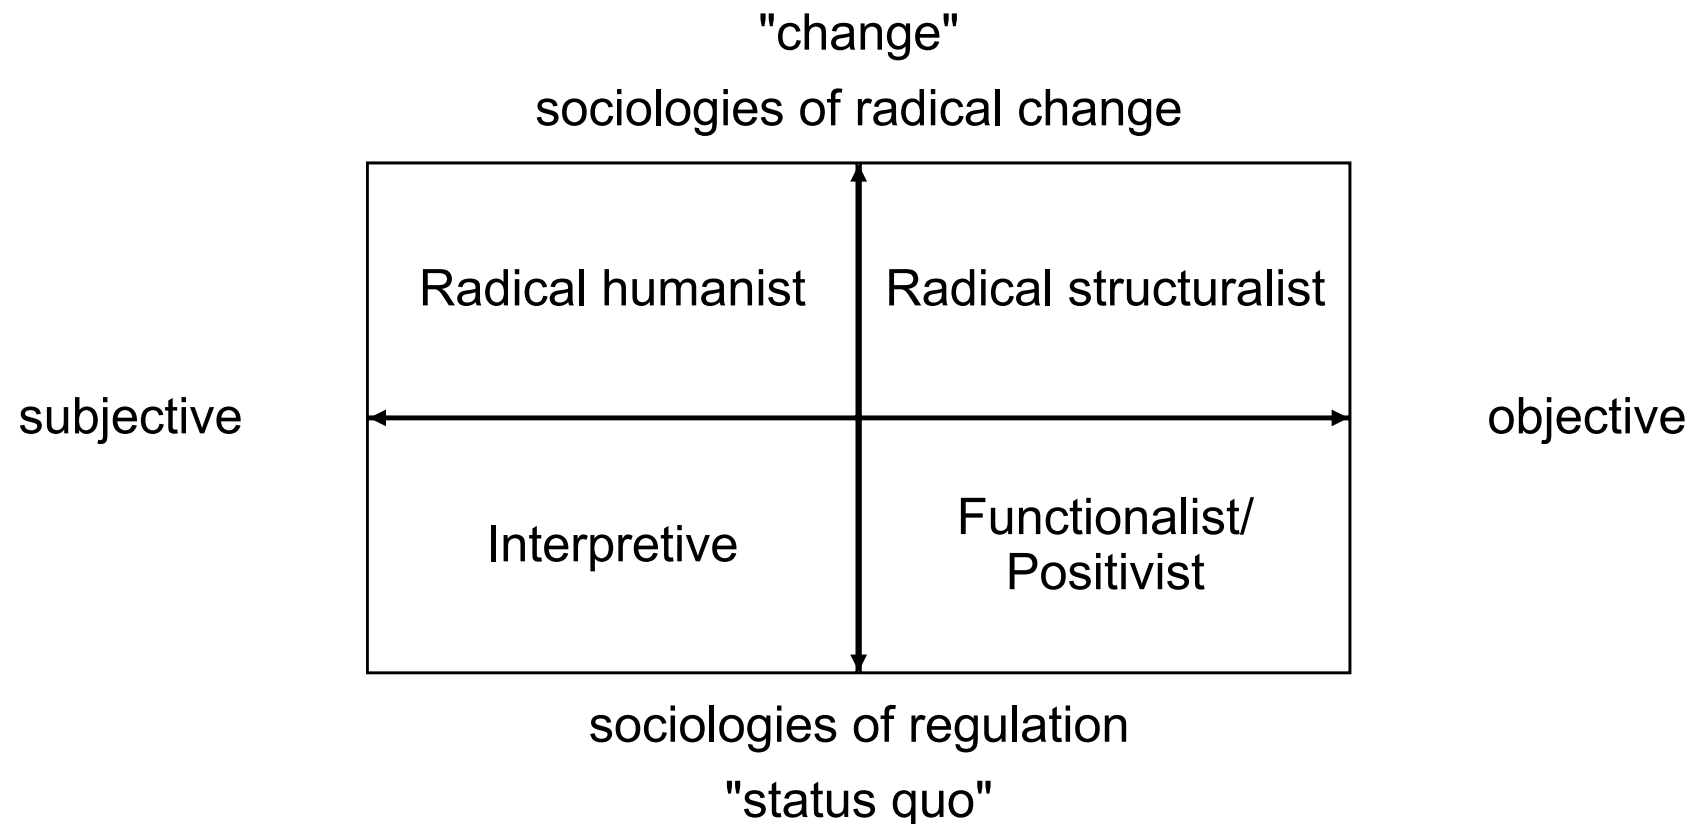 "change"
sociologies of radical change
Radical humanist
Radical structuralist
subjective
objective
Interpretive
Functionalist/
Positivist
sociologies of regulation
"status quo"